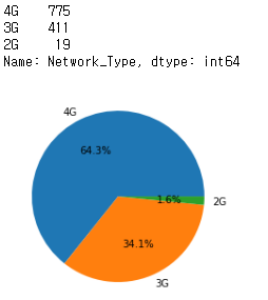 4G    775
3G    411
2G     19
Name: Network_Type, dtype: int64
4G
64.3%
1.6%
2G
34.1%
3G